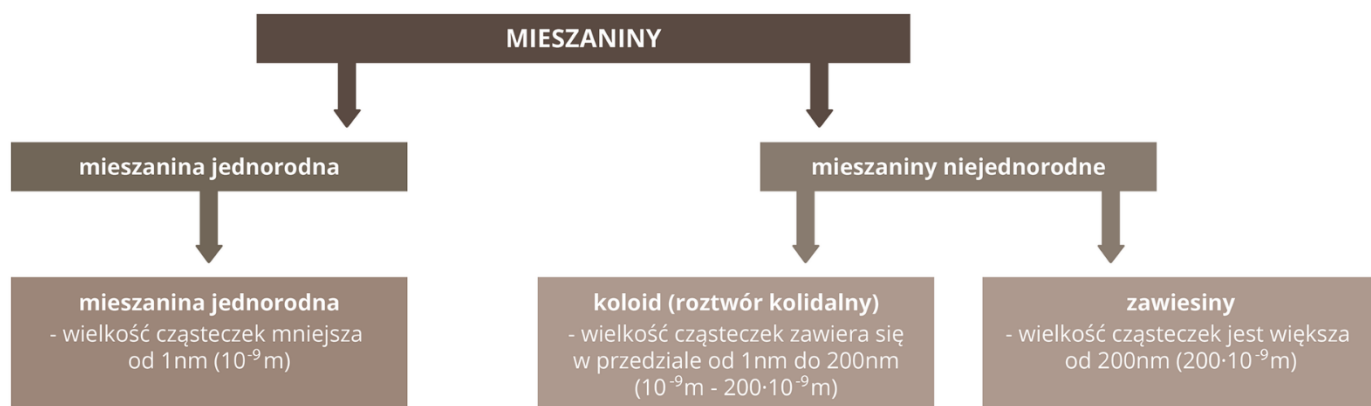 MIESZANINY
mieszanina jednorodna
mieszaniny niejednorodne
mieszanina jednorodna
- wielkość cząsteczek mniejsza
od 1nm (10⁻⁹m)
koloid (roztwór kolidalny)
- wielkość cząsteczek zawiera się
w przedziale od 1nm do 200nm
(10⁻⁹m - 200·10⁻⁹m)
zawiesiny
- wielkość cząsteczek jest większa
od 200nm (200·10⁻⁹m)